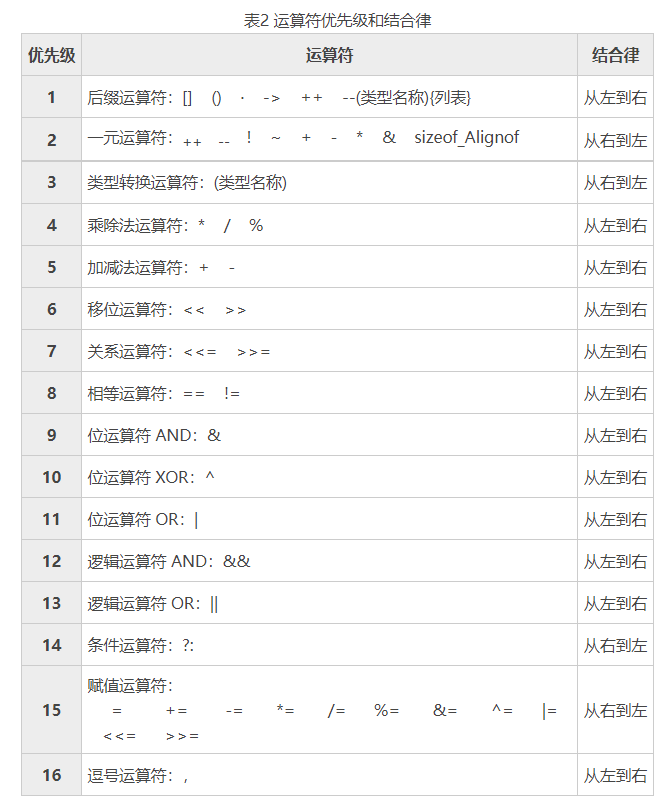 表2 运算符优先级和结合律
优先级 运算符 结合律
1 后缀运算符：[] () · -> ++ --(类型名称){列表} 从左到右
2 一元运算符：++ -- ! ~ + - * & sizeof_Alignof 从右到左
3 类型转换运算符：(类型名称) 从右到左
4 乘除法运算符：* / % 从左到右
5 加减法运算符：+ - 从左到右
6 移位运算符：<< >> 从左到右
7 关系运算符：<<= >>= 从左到右
8 相等运算符：== != 从左到右
9 位运算符 AND：& 从左到右
10 位运算符 XOR：^ 从左到右
11 位运算符 OR：| 从左到右
12 逻辑运算符 AND：&& 从左到右
13 逻辑运算符 OR：|| 从左到右
14 条件运算符：?: 从右到左
赋值运算符：
15 = += -= *= /= %= &= ^= |= 从右到左
<<= >>=
16 逗号运算符：, 从左到右